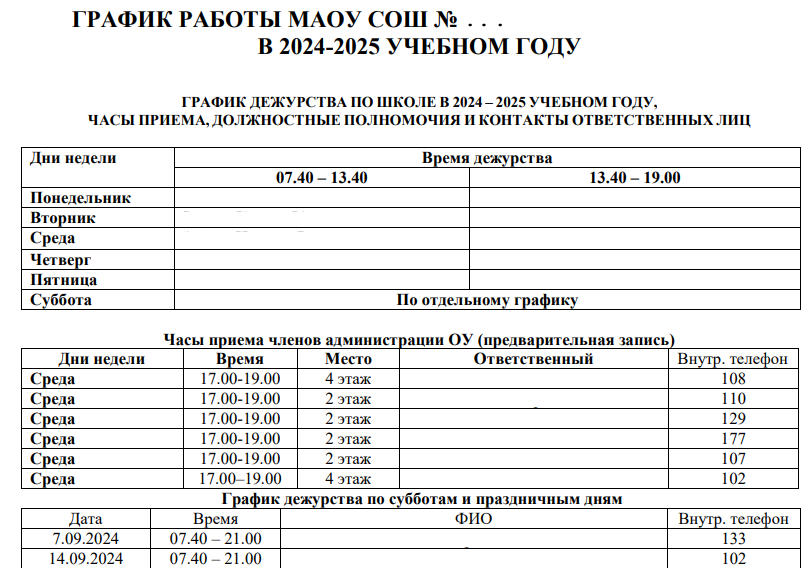 ГРАФИК РАБОТЫ МАОУ СОШ № . . .
В 2024-2025 УЧЕБНОМ ГОДУ
ГРАФИК ДЕЖУРСТВА ПО ШКОЛЕ В 2024 – 2025 УЧЕБНОМ ГОДУ,
ЧАСЫ ПРИЕМА, ДОЛЖНОСТНЫЕ ПОЛНОМОЧИЯ И КОНТАКТЫ ОТВЕТСТВЕННЫХ ЛИЦ
Дни недели Время дежурства
07.40 – 13.40 13.40 – 19.00
Понедельник
Вторник
Среда
Четверг
Пятница
Суббота По отдельному графику
Часы приема членов администрации ОУ (предварительная запись)
Дни недели Время Место Ответственный Внутр. телефон
Среда 17.00-19.00 4 этаж 108
Среда 17.00-19.00 2 этаж 110
Среда 17.00-19.00 2 этаж 129
Среда 17.00-19.00 2 этаж 177
Среда 17.00-19.00 2 этаж 107
Среда 17.00–19.00 4 этаж 102
График дежурства по субботам и праздничным дням
Дата Время ФИО Внутр. телефон
7.09.2024 07.40 – 21.00 133
14.09.2024 07.40 – 21.00 102